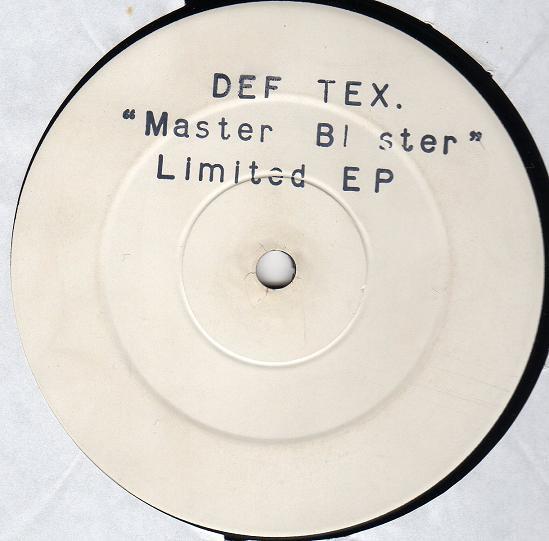 DEF TEX.
"Master Bl ster"
Limited EP